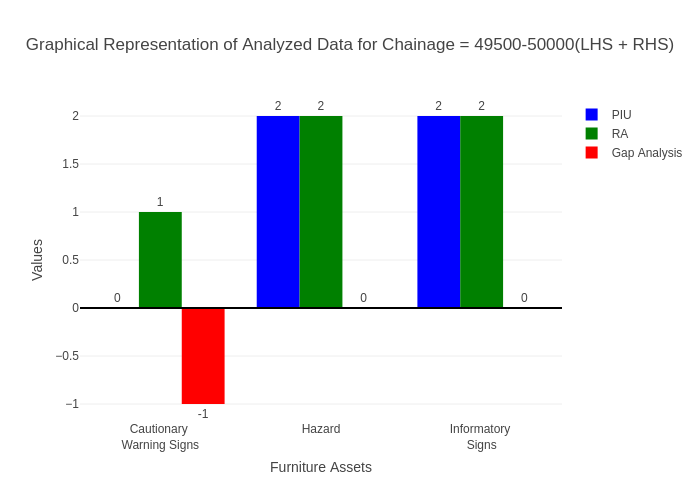 Graphical Representation of Analyzed Data for Chainage = 49500-50000(LHS + RHS)
PIU
RA
Gap Analysis
Values
2
1.5
1
0.5
0
−0.5
−1
0
1
-1
2
2
0
2
2
0
Cautionary
Warning Signs
Hazard
Informatory
Signs
Furniture Assets